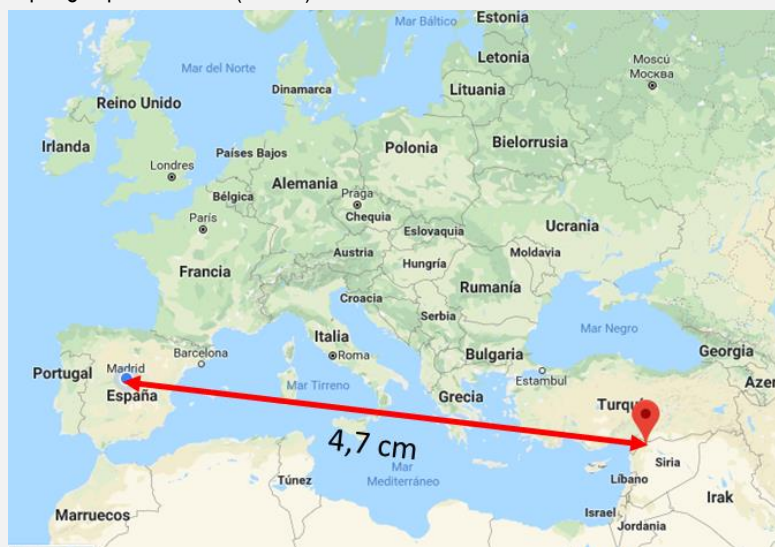 Mar Báltico
Estonia
Letonia
Moscú
Москва
Mar del Norte
Dinamarca
Lituania
Reino Unido
Irlanda
Bielorrusia
Polonia
Países Bajos
Londres
Alemania
Praga
Bélgica
Chequia
Ucrania
París
Eslovaquia
Moldavia
Austria
Hungría
Francia
Rumanía
Croacia
Serbia
Mar Negro
Italia
Roma
Bulgaria
Georgia
Barcelona
Madrid
Portugal
España
Mar Tirreno
Estambul
Grecia
Azer
Turqu
4,7 cm
Mar
Mediterráneo
Siria
Túnez
Líbano
Irak
Israel
Jordania
Marruecos